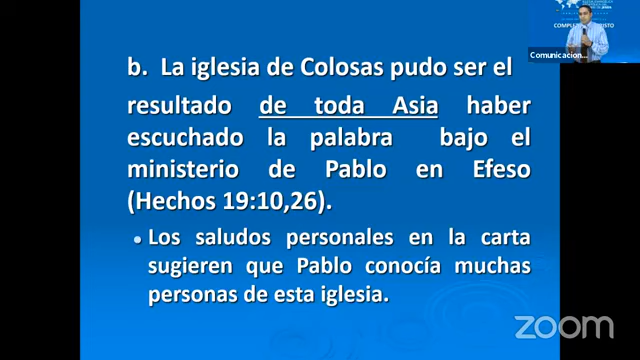 b. La iglesia de Colosas pudo ser el
resultado de toda Asia haber
escuchado la palabra bajo el
ministerio de Pablo en Efeso
(Hechos 19:10,26).
• Los saludos personales en la carta
sugieren que Pablo conocía muchas
personas de esta iglesia.
Comunicacion...
zoom